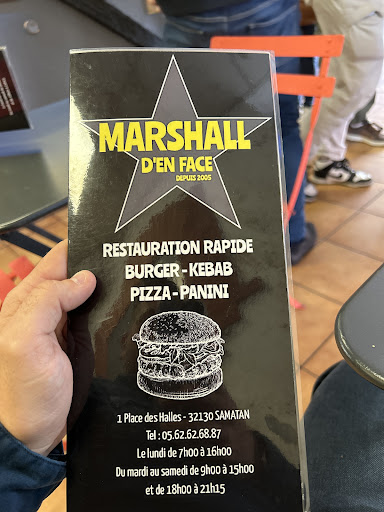 MARSHALL
D'EN FACE
DEPUIS 2005
RESTAURATION RAPIDE
BURGER - KEBAB
PIZZA - PANINI
1 Place des Halles - 32130 SAMATAN
Tel : 05.62.62.68.87
Le lundi de 7h00 à 16h00
Du mardi au samedi de 9h00 à 15h00
et de 18h00 à 21h15